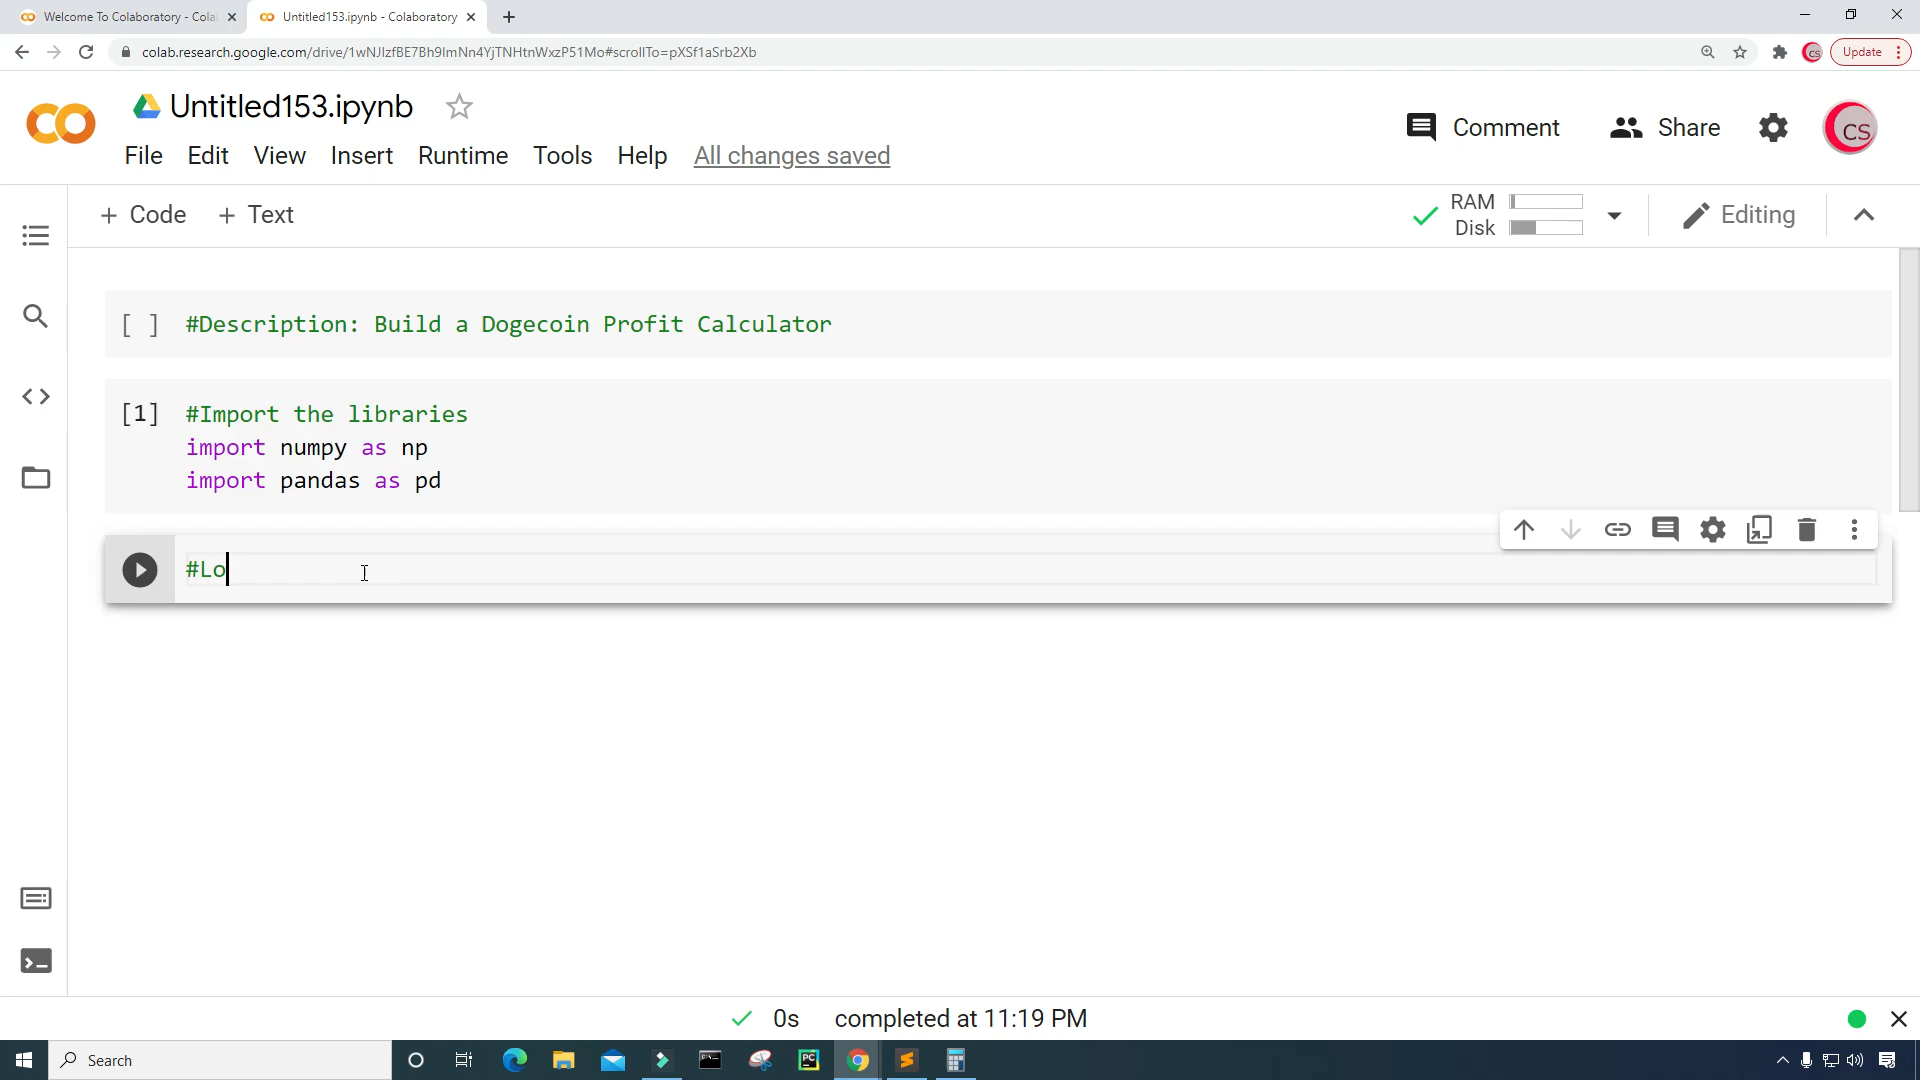 Welcome To Colaboratory - Cola
Untitled153.ipynb - Colaboratory
colab.research.google.com/drive/1wNJIzfBE7Bh9ImNn4YjTNHtnWxzP51Mo#scrollTo=pXSf1aSrb2Xb
CS
Update
Untitled153.ipynb
File Edit View Insert Runtime Tools Help All changes saved
Comment
Share
CS
+ Code + Text
RAM
Disk
Editing
[ ] #Description: Build a Dogecoin Profit Calculator
[1] #Import the libraries
import numpy as np
import pandas as pd
#Lo
0s completed at 11:19 PM
Search
PC